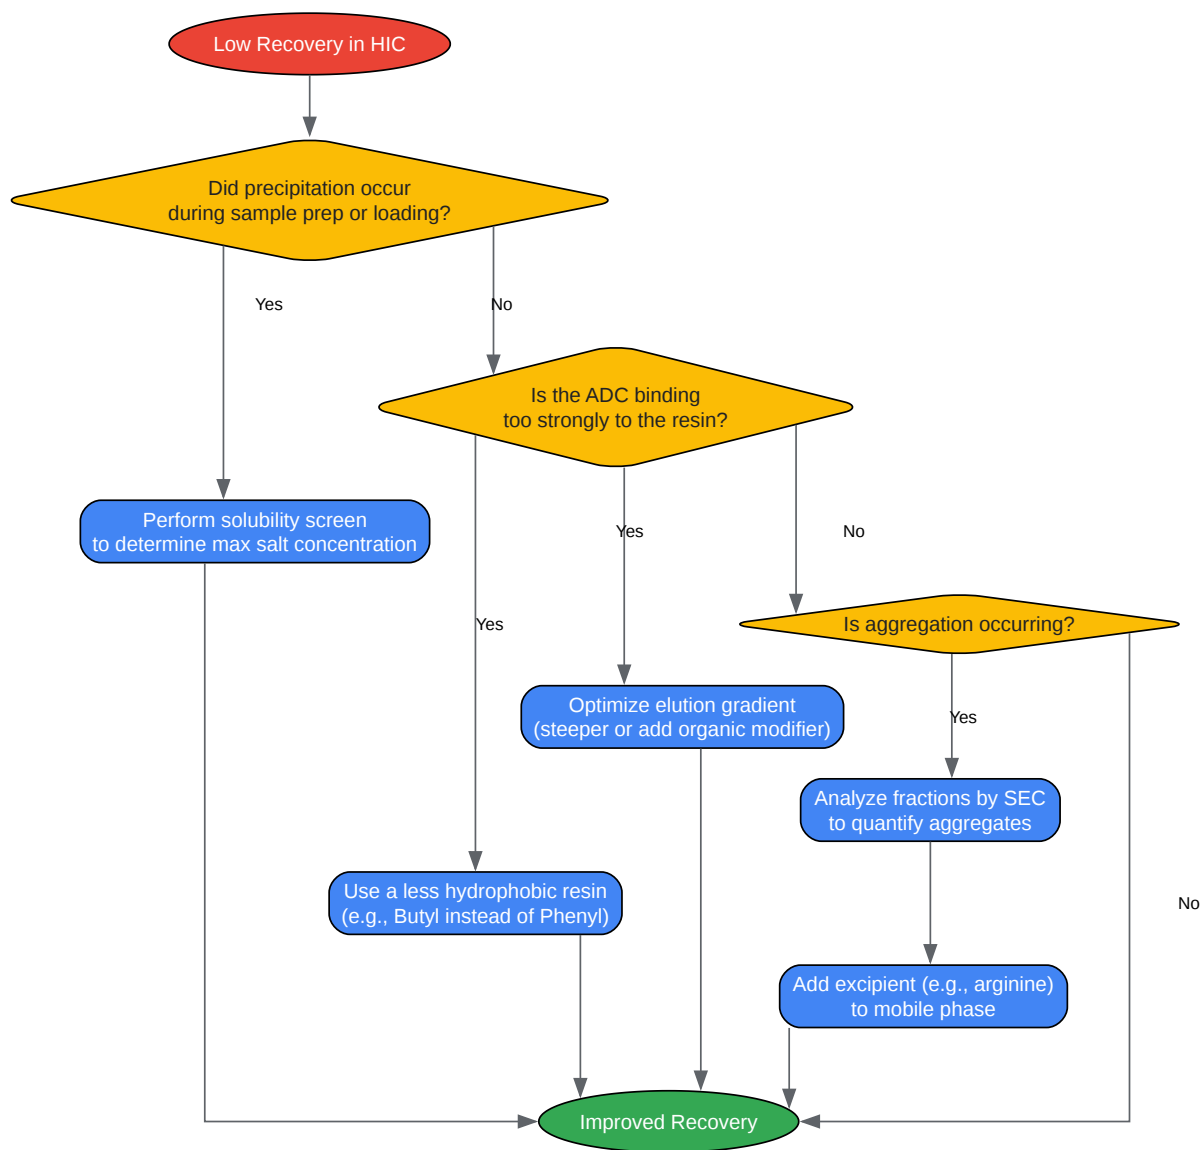 Low Recovery in HIC
Did precipitation occur
during sample prep or loading?
Yes
No
Is the ADC binding
too strongly to the resin?
Perform solubility screen
to determine max salt concentration
Yes
No
Yes
Is aggregation occurring?
Optimize elution gradient
(steeper or add organic modifier)
Yes
Analyze fractions by SEC
to quantify aggregates
Use a less hydrophobic resin
(e.g., Butyl instead of Phenyl)
No
Add excipient (e.g., arginine)
to mobile phase
Improved Recovery